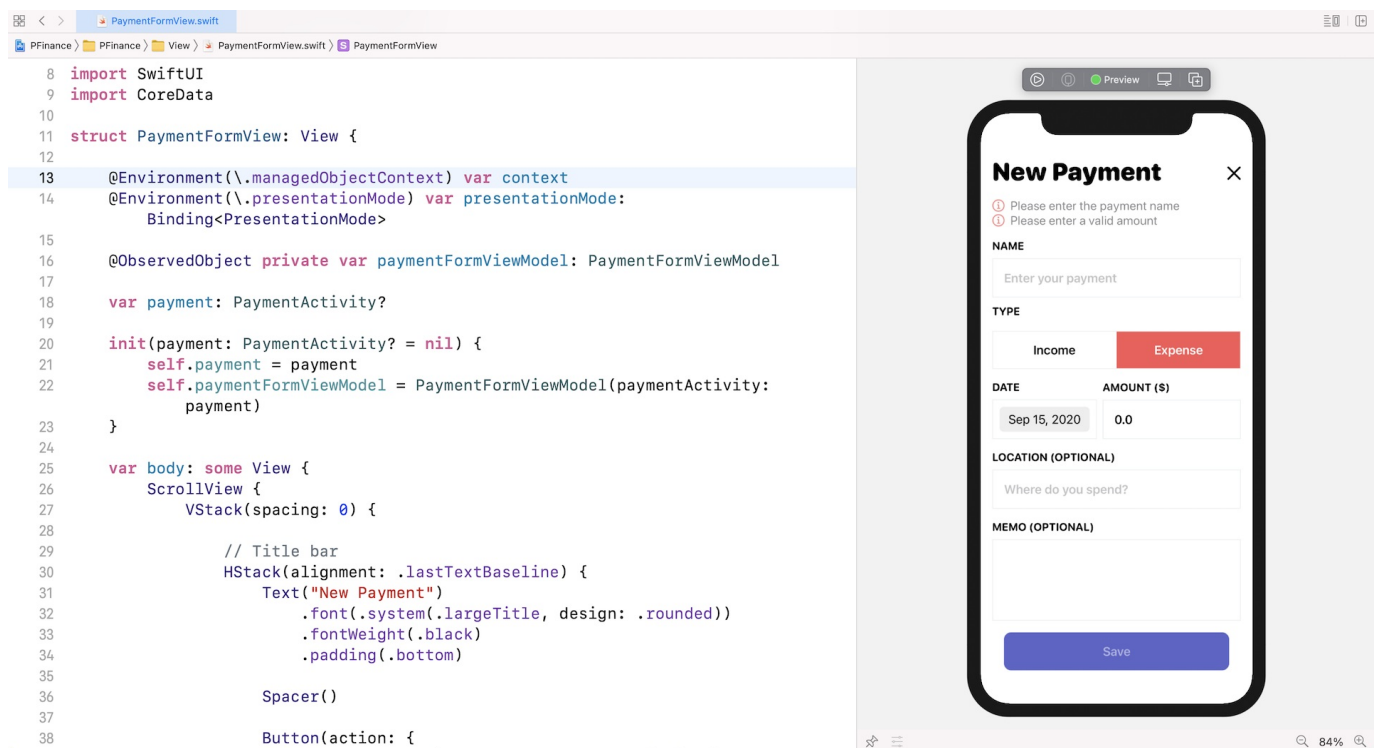 PaymentFormView.swift
PFinance 〉 PFinance 〉 View 〉 PaymentFormView.swift 〉 S PaymentFormView
8 import SwiftUI
9 import CoreData
10
11 struct PaymentFormView: View {
12
13 @Environment(\.managedObjectContext) var context
14 @Environment(\.presentationMode) var presentationMode:
Binding<PresentationMode>
15
16 @ObservedObject private var paymentFormViewModel: PaymentFormViewModel
17
18 var payment: PaymentActivity?
19
20 init(payment: PaymentActivity? = nil) {
21 self.payment = payment
22 self.paymentFormViewModel = PaymentFormViewModel(paymentActivity:
payment)
23 }
24
25 var body: some View {
26 ScrollView {
27 VStack(spacing: 0) {
28
29 // Title bar
30 HStack(alignment: .lastTextBaseline) {
31 Text("New Payment")
32 .font(.system(.largeTitle, design: .rounded))
33 .fontWeight(.black)
34 .padding(.bottom)
35
36 Spacer()
37
38 Button(action: {
Preview
New Payment
Please enter the payment name
Please enter a valid amount
NAME
Enter your payment
TYPE
Income Expense
DATE AMOUNT ($)
Sep 15, 2020 0.0
LOCATION (OPTIONAL)
Where do you spend?
MEMO (OPTIONAL)
Save
84%